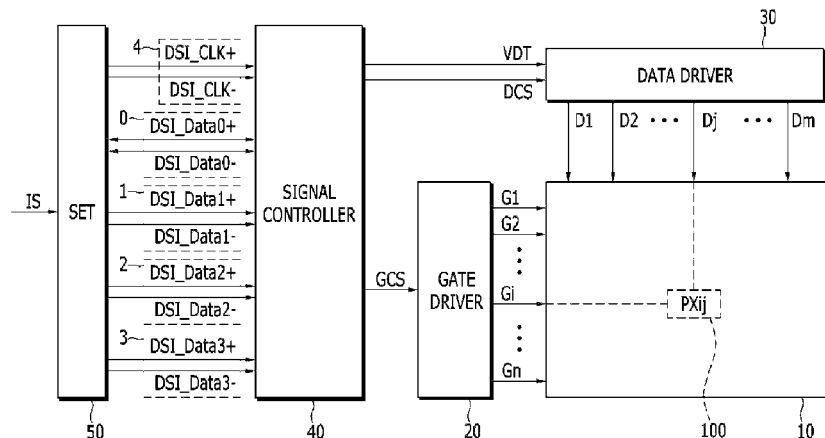 30
4
DSI_CLK+
DSI_CLK-
VDT
DCS
DATA DRIVER
0
DSI_Data0+
DSI_Data0-
D1 D2 ••• Dj ••• Dm
1
DSI_Data1+
DSI_Data1-
IS
SET
SIGNAL
CONTROLLER
G1
G2
2
DSI_Data2+
DSI_Data2-
GCS
GATE
DRIVER
Gi
PXij
3
DSI_Data3+
DSI_Data3-
Gn
50
40
20
100
10